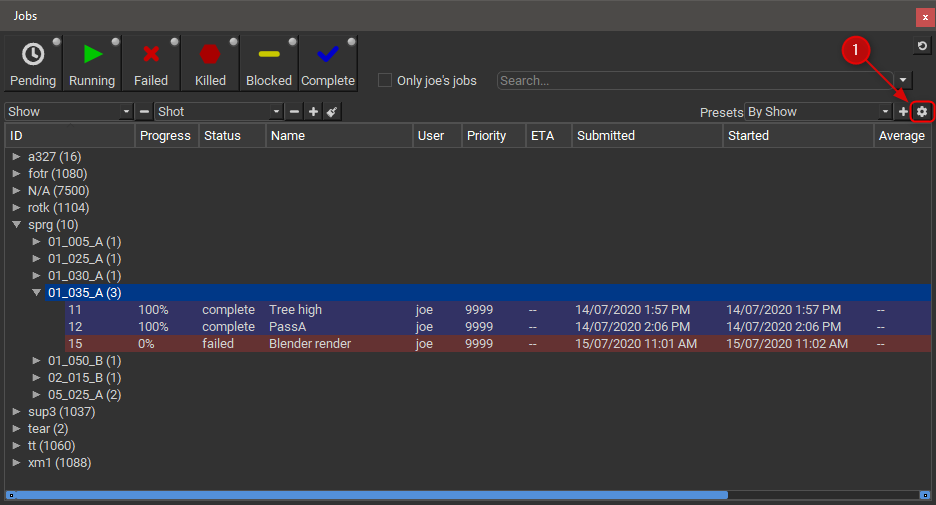 Jobs
x
Pending Running Failed Killed Blocked Complete Only joe's jobs Search...
1
Show Shot Presets By Show
ID Progress Status Name User Priority ETA Submitted Started Average
a327 (16)
fotr (1080)
N/A (7500)
rotk (1104)
sprg (10)
01_005_A (1)
01_025_A (1)
01_030_A (1)
01_035_A (3)
11 100% complete Tree high joe 9999 -- 14/07/2020 1:57 PM 14/07/2020 1:57 PM --
12 100% complete PassA joe 9999 -- 14/07/2020 2:06 PM 14/07/2020 2:06 PM --
15 0% failed Blender render joe 9999 -- 15/07/2020 11:01 AM 15/07/2020 11:02 AM --
01_050_B (1)
02_015_B (1)
05_025_A (2)
sup3 (1037)
tear (2)
tt (1060)
xm1 (1088)